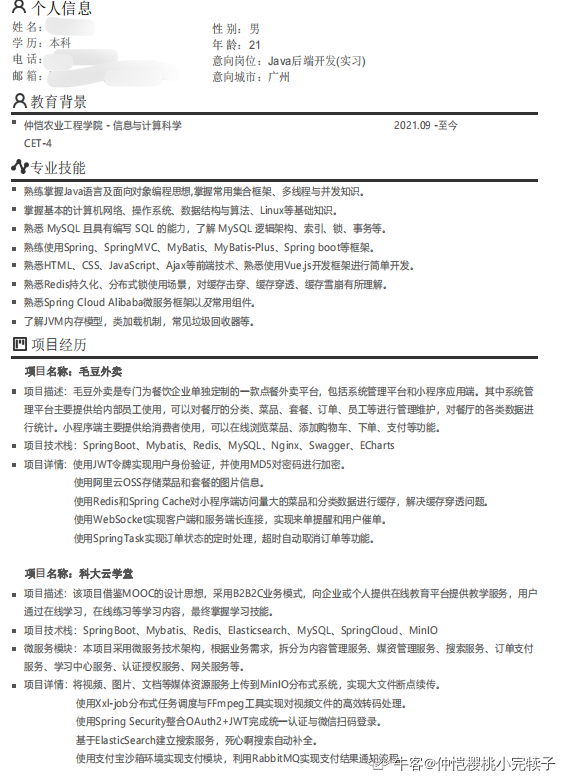 个人信息
姓 名：
性 别： 男
学 历： 本科
年 龄： 21
电 话：
意向岗位：Java后端开发(实习)
邮 箱：
意向城市：广州
教育背景
仲恺农业工程学院 - 信息与计算科学
2021.09 -至今
CET-4
专业技能
熟练掌握Java语言及面向对象编程思想,掌握常用集合框架、多线程与并发知识。
掌握基本的计算机网络、操作系统、数据结构与算法、Linux等基础知识。
熟悉 MySQL 且具有编写 SQL 的能力，了解 MySQL 逻辑架构、索引、锁、事务等。
熟练使用Spring、SpringMVC、MyBatis、MyBatis-Plus、Spring boot等框架。
熟悉HTML、CSS、JavaScript、Ajax等前端技术、熟悉使用Vue.js开发框架进行简单开发。
熟悉Redis持久化、分布式锁使用场景，对缓存击穿、缓存穿透、缓存雪崩有所理解。
熟悉Spring Cloud Alibaba微服务框架以及常用组件。
了解JVM内存模型，类加载机制，常见垃圾回收器等。
项目经历
项目名称：毛豆外卖
项目描述：毛豆外卖是专门为餐饮企业单独定制的一款点餐外卖平台，包括系统管理平台和小程序应用端。其中系统管
理平台主要提供给内部员工使用，可以对餐厅的分类、菜品、套餐、订单、员工等进行管理维护，对餐厅的各类数据进
行统计。小程序端主要提供给消费者使用，可以在线浏览菜品、添加购物车、下单、支付等功能。
项目技术栈：SpringBoot、Mybatis、Redis、MySQL、Nginx、Swagger、ECharts
项目详情：使用JWT令牌实现用户身份验证，并使用MD5对密码进行加密。
使用阿里云OSS存储菜品和套餐的图片信息。
使用Redis和Spring Cache对小程序端访问量大的菜品和分类数据进行缓存，解决缓存穿透问题。
使用WebSocket实现客户端和服务端长连接，实现来单提醒和用户催单。
使用SpringTask实现订单状态的定时处理，超时自动取消订单等功能。
项目名称：科大云学堂
项目描述：该项目借鉴MOOC的设计思想，采用B2B2C业务模式，向企业或个人提供在线教育平台提供教学服务，用户
通过在线学习，在线练习等学习内容，最终掌握学习技能。
项目技术栈：SpringBoot、Mybatis、Redis、Elasticsearch、MySQL、SpringCloud、MinIO
微服务模块：本项目采用微服务技术架构，根据业务需求，拆分为内容管理服务、媒资管理服务、搜索服务、订单支付
服务、学习中心服务、认证授权服务、网关服务等。
项目详情：将视频、图片、文档等媒体资源服务上传到MinIO分布式系统，实现大文件断点续传。
使用Xxl-job分布式任务调度与FFmpeg工具实现对视频文件的高效转码处理。
使用Spring Security整合OAuth2+JWT完成统一认证与微信扫码登录。
基于ElasticSearch建立搜索服务，死心啊搜索自动补全。
使用支付宝沙箱环境实现支付模块，利用RabbitMQ实现支付结果通知流程。
牛客@仲恺樱桃小完犊子